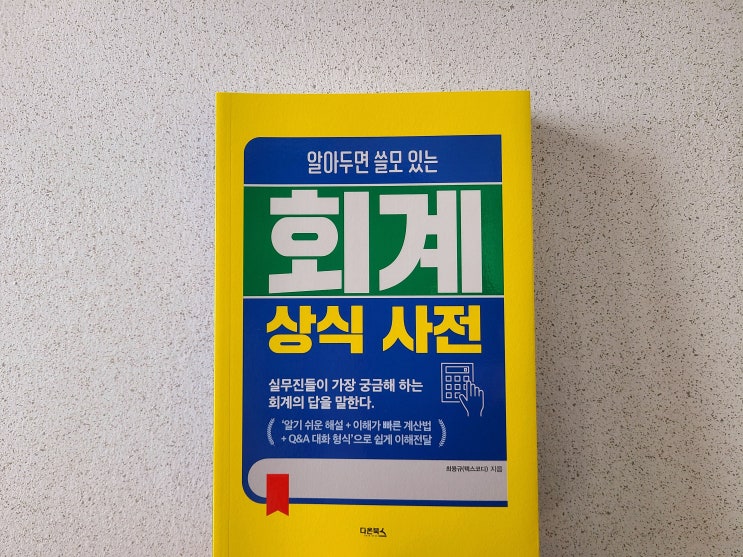 알아두면 쓸모 있는
회계
상식 사전
실무진들이 가장 궁금해 하는
회계의 답을 말한다.
'알기 쉬운 해설 + 이해가 빠른 계산법
+ Q&A 대화 형식'으로 쉽게 이해전달
최용규(택스코디) 지음
다온북스